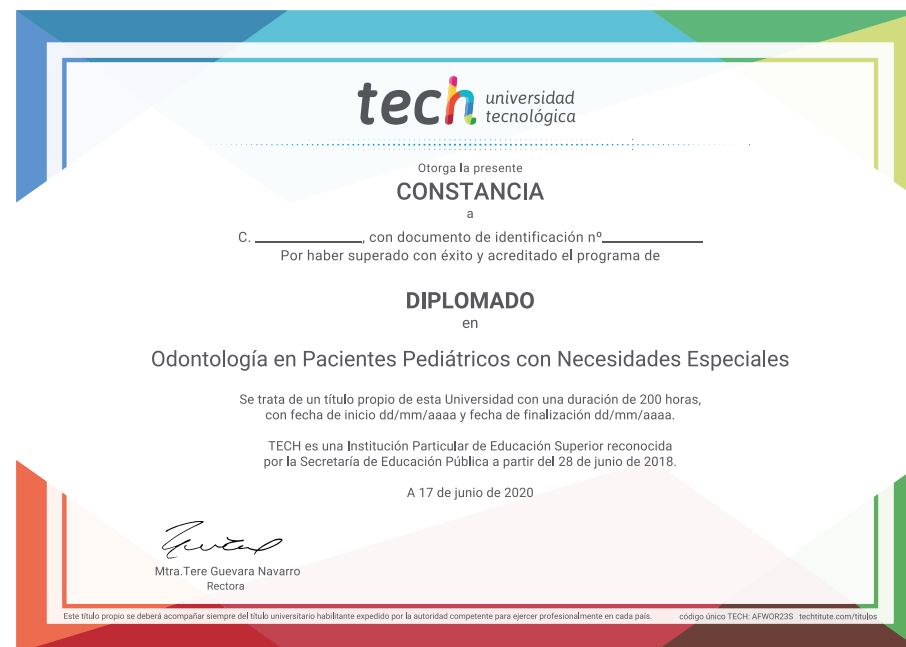 tech universidad
tecnológica
Otorga la presente
CONSTANCIA
a
C. ________________, con documento de identificación nº________________
Por haber superado con éxito y acreditado el programa de
DIPLOMADO
en
Odontología en Pacientes Pediátricos con Necesidades Especiales
Se trata de un título propio de esta Universidad con una duración de 200 horas,
con fecha de inicio dd/mm/aaaa y fecha de finalización dd/mm/aaaa.
TECH es una Institución Particular de Educación Superior reconocida
por la Secretaría de Educación Pública a partir del 28 de junio de 2018.
A 17 de junio de 2020
Mtra.Tere Guevara Navarro
Rectora
Este título propio se deberá acompañar siempre del título universitario habilitante expedido por la autoridad competente para ejercer profesionalmente en cada país. código único TECH: AFWOR23S techtitute.com/titulos